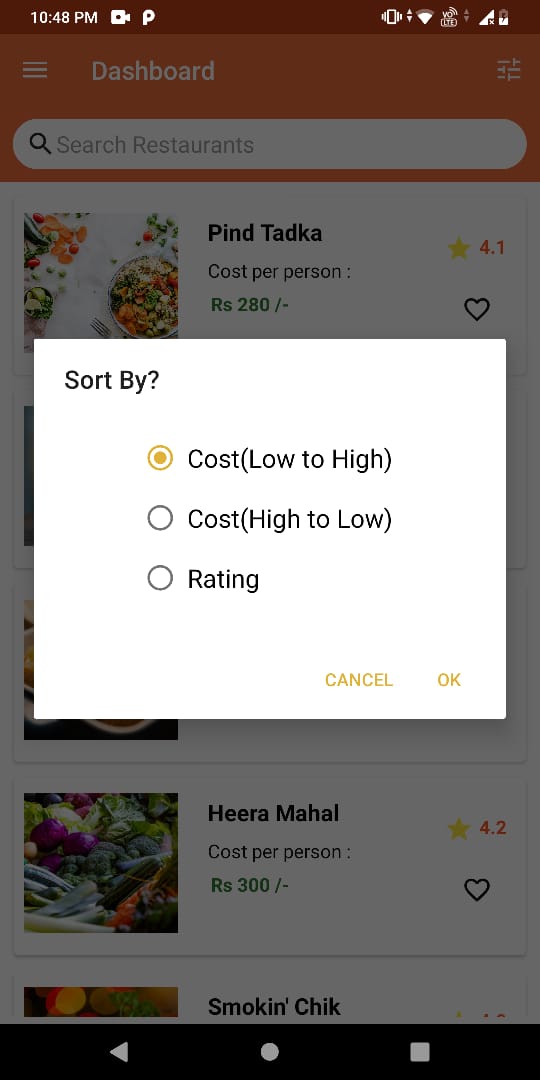 10:48 PM
VO LTE
Dashboard
Search Restaurants
Pind Tadka
4.1
Cost per person :
Rs 280 /-
Sort By?
Cost(Low to High)
Cost(High to Low)
Rating
CANCEL
OK
Heera Mahal
4.2
Cost per person :
Rs 300 /-
Smokin' Chik